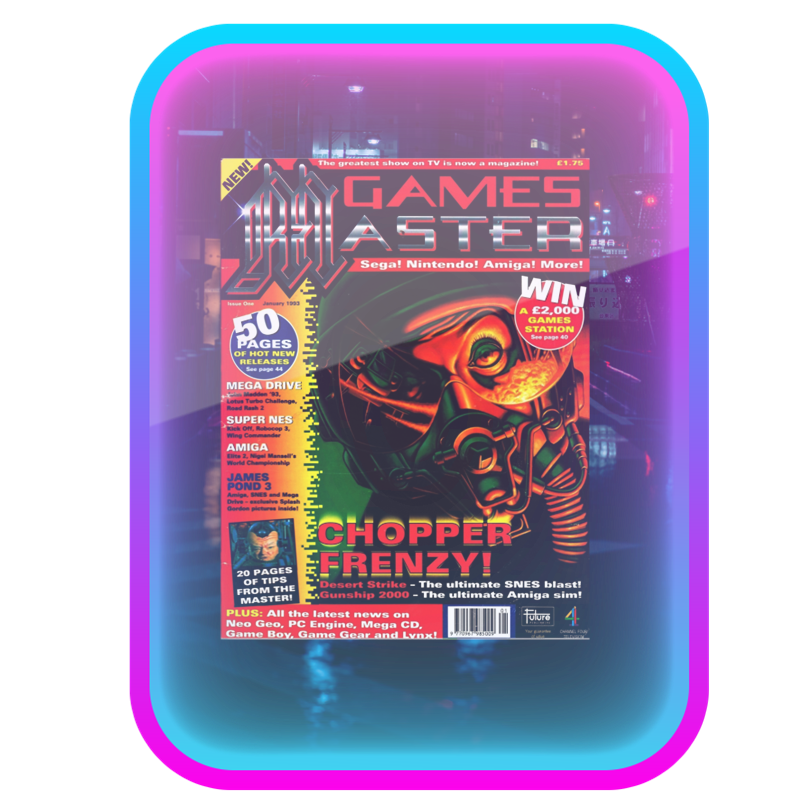 NEW!
The greatest show on TV is now a magazine!
£1.75
GAMES
MASTER
Sega! Nintendo! Amiga! More!
Issue One January 1993
WIN
A £2,000
GAMES
STATION
See page 40
50
PAGES
OF HOT NEW
RELEASES
See page 44
MEGA DRIVE
John Madden '93,
Lotus Turbo Challenge,
Road Rash 2
SUPER NES
Kick Off, Robocop 3,
Wing Commander
AMIGA
Elite 2, Nigel Mansell's
World Championship
JAMES
POND 3
Amiga, SNES and Mega
Drive - exclusive Splash
Gordon pictures inside!
20 PAGES
OF TIPS
FROM THE
MASTER!
CHOPPER
FRENZY!
Desert Strike - The ultimate SNES blast!
Gunship 2000 - The ultimate Amiga sim!
PLUS: All the latest news on
Neo Geo, PC Engine, Mega CD,
Game Boy, Game Gear and Lynx!
Future
4